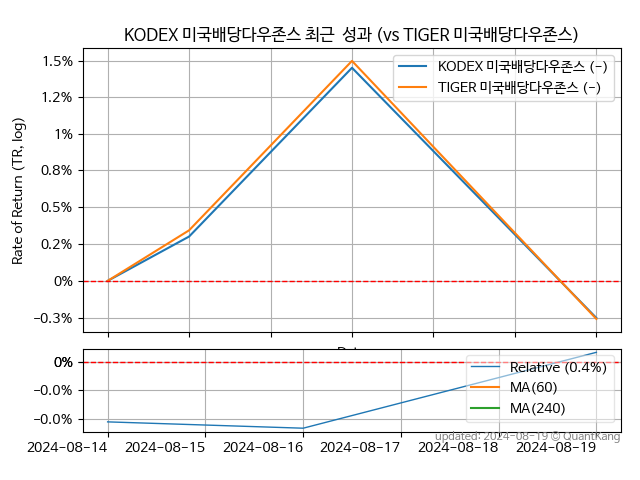 KODEX 미국배당다우존스 최근 성과 (vs TIGER 미국배당다우존스)
Rate of Return (TR, log)
1.5%
1.2%
1%
0.8%
0.5%
0.2%
0%
−0.3%
KODEX 미국배당다우존스 (-)
TIGER 미국배당다우존스 (-)
0%
−0.0%
−0.0%
Relative (0.4%)
MA(60)
MA(240)
2024-08-14 2024-08-15 2024-08-16 2024-08-17 2024-08-18 2024-08-19
updated: 2024-08-19 © QuantKang